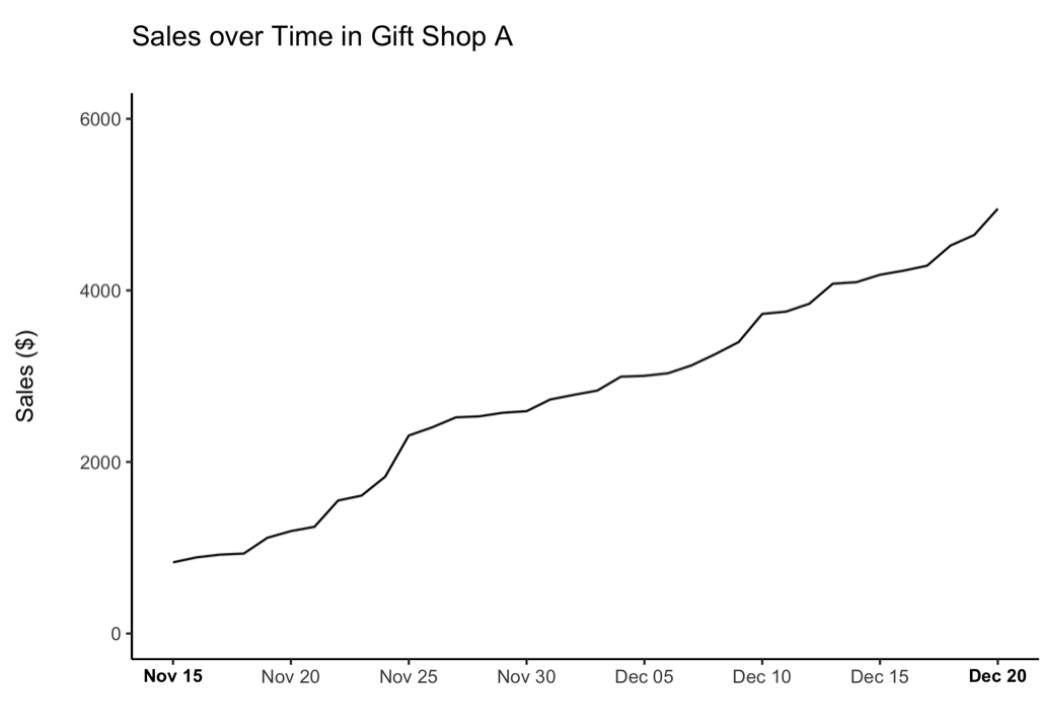 Sales over Time in Gift Shop A
6000
4000
2000
0
Sales ($)
Nov 15 Nov 20 Nov 25 Nov 30 Dec 05 Dec 10 Dec 15 Dec 20